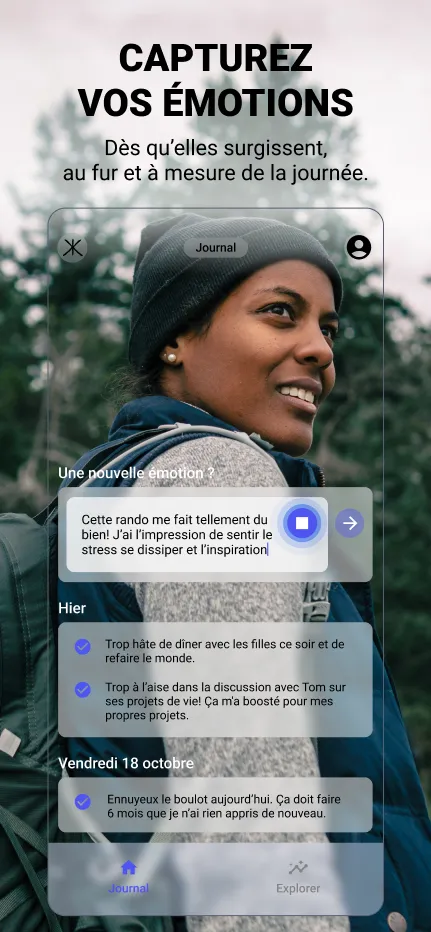 CAPTUREZ
VOS ÉMOTIONS
Dès qu’elles surgissent,
au fur et à mesure de la journée.
Journal
Une nouvelle émotion ?
Cette rando me fait tellement du
bien! J’ai l’impression de sentir le
stress se dissiper et l’inspiration
Hier
Trop hâte de dîner avec les filles ce soir et de
refaire le monde.
Trop à l’aise dans la discussion avec Tom sur
ses projets de vie! Ça m'a boosté pour mes
propres projets.
Vendredi 18 octobre
Ennuyeux le boulot aujourd’hui. Ça doit faire
6 mois que je n’ai rien appris de nouveau.
Journal
Explorer